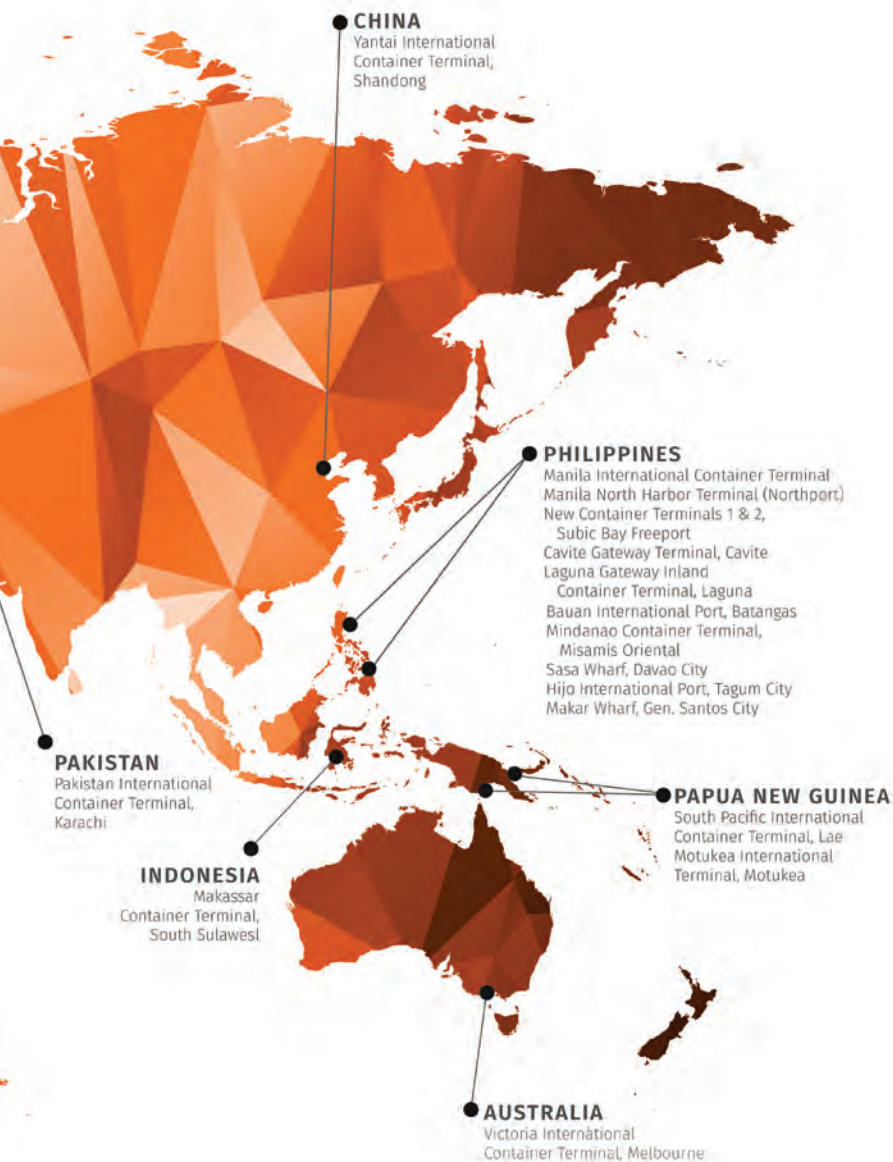 CHINA
Yantai International
Container Terminal,
Shandong
PHILIPPINES
Manila International Container Terminal
Manila North Harbor Terminal (Northport)
New Container Terminals 1 & 2,
Subic Bay Freeport
Cavite Gateway Terminal, Cavite
Laguna Gateway Inland
Container Terminal, Laguna
Bauan International Port, Batangas
Mindanao Container Terminal,
Misamis Oriental
Sasa Wharf, Davao City
Hijo International Port, Tagum City
Makar Wharf, Gen. Santos City
PAKISTAN
Pakistan International
Container Terminal,
Karachi
PAPUA NEW GUINEA
South Pacific International
Container Terminal, Lae
Motukea International
Terminal, Motukea
INDONESIA
Makassar
Container Terminal,
South Sulawesi
AUSTRALIA
Victoria International
Container Terminal, Melbourne